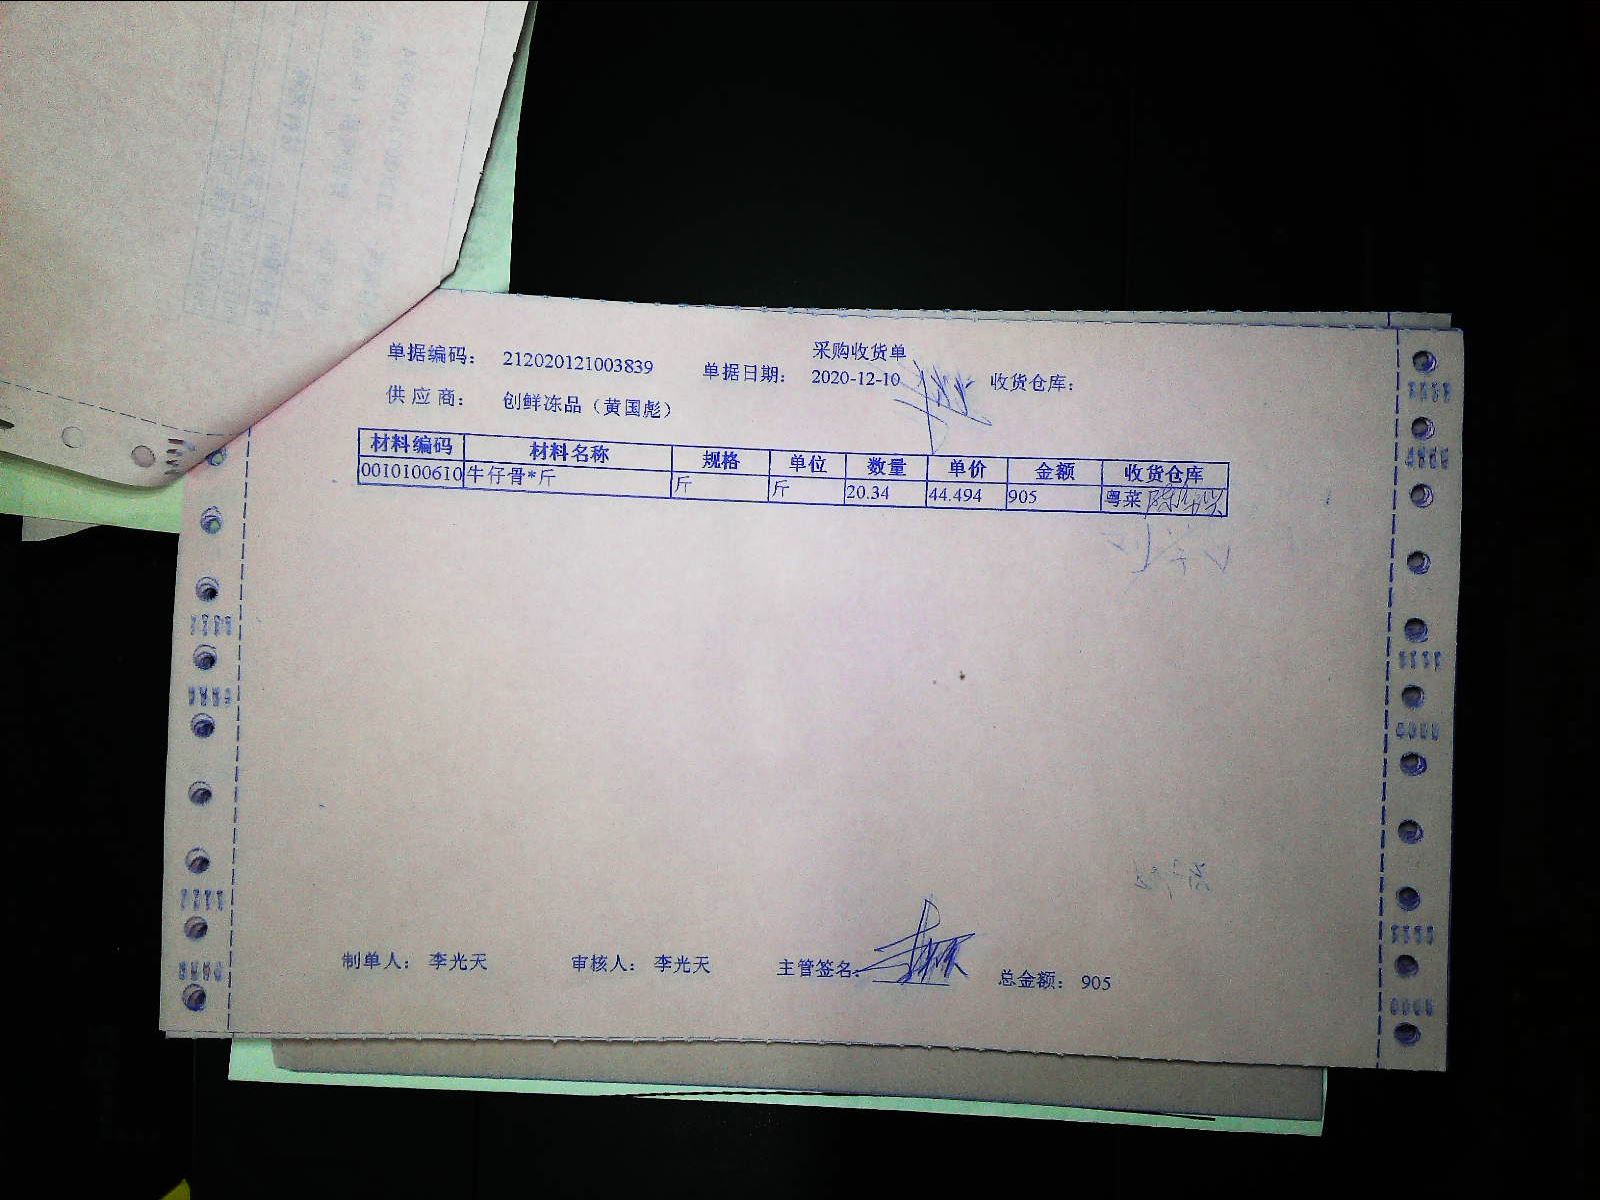 采购收货单
单据编码： 212020121003839 单据日期： 2020-12-10 收货仓库：
供 应 商： 创鲜冻品（黄国彪）
材料编码 材料名称 规格 单位 数量 单价 金额 收货仓库
0010100610 牛仔骨*斤 斤 斤 20.34 44.494 905 粤菜
制单人： 李光天 审核人： 李光天 主管签名： 总金额： 905